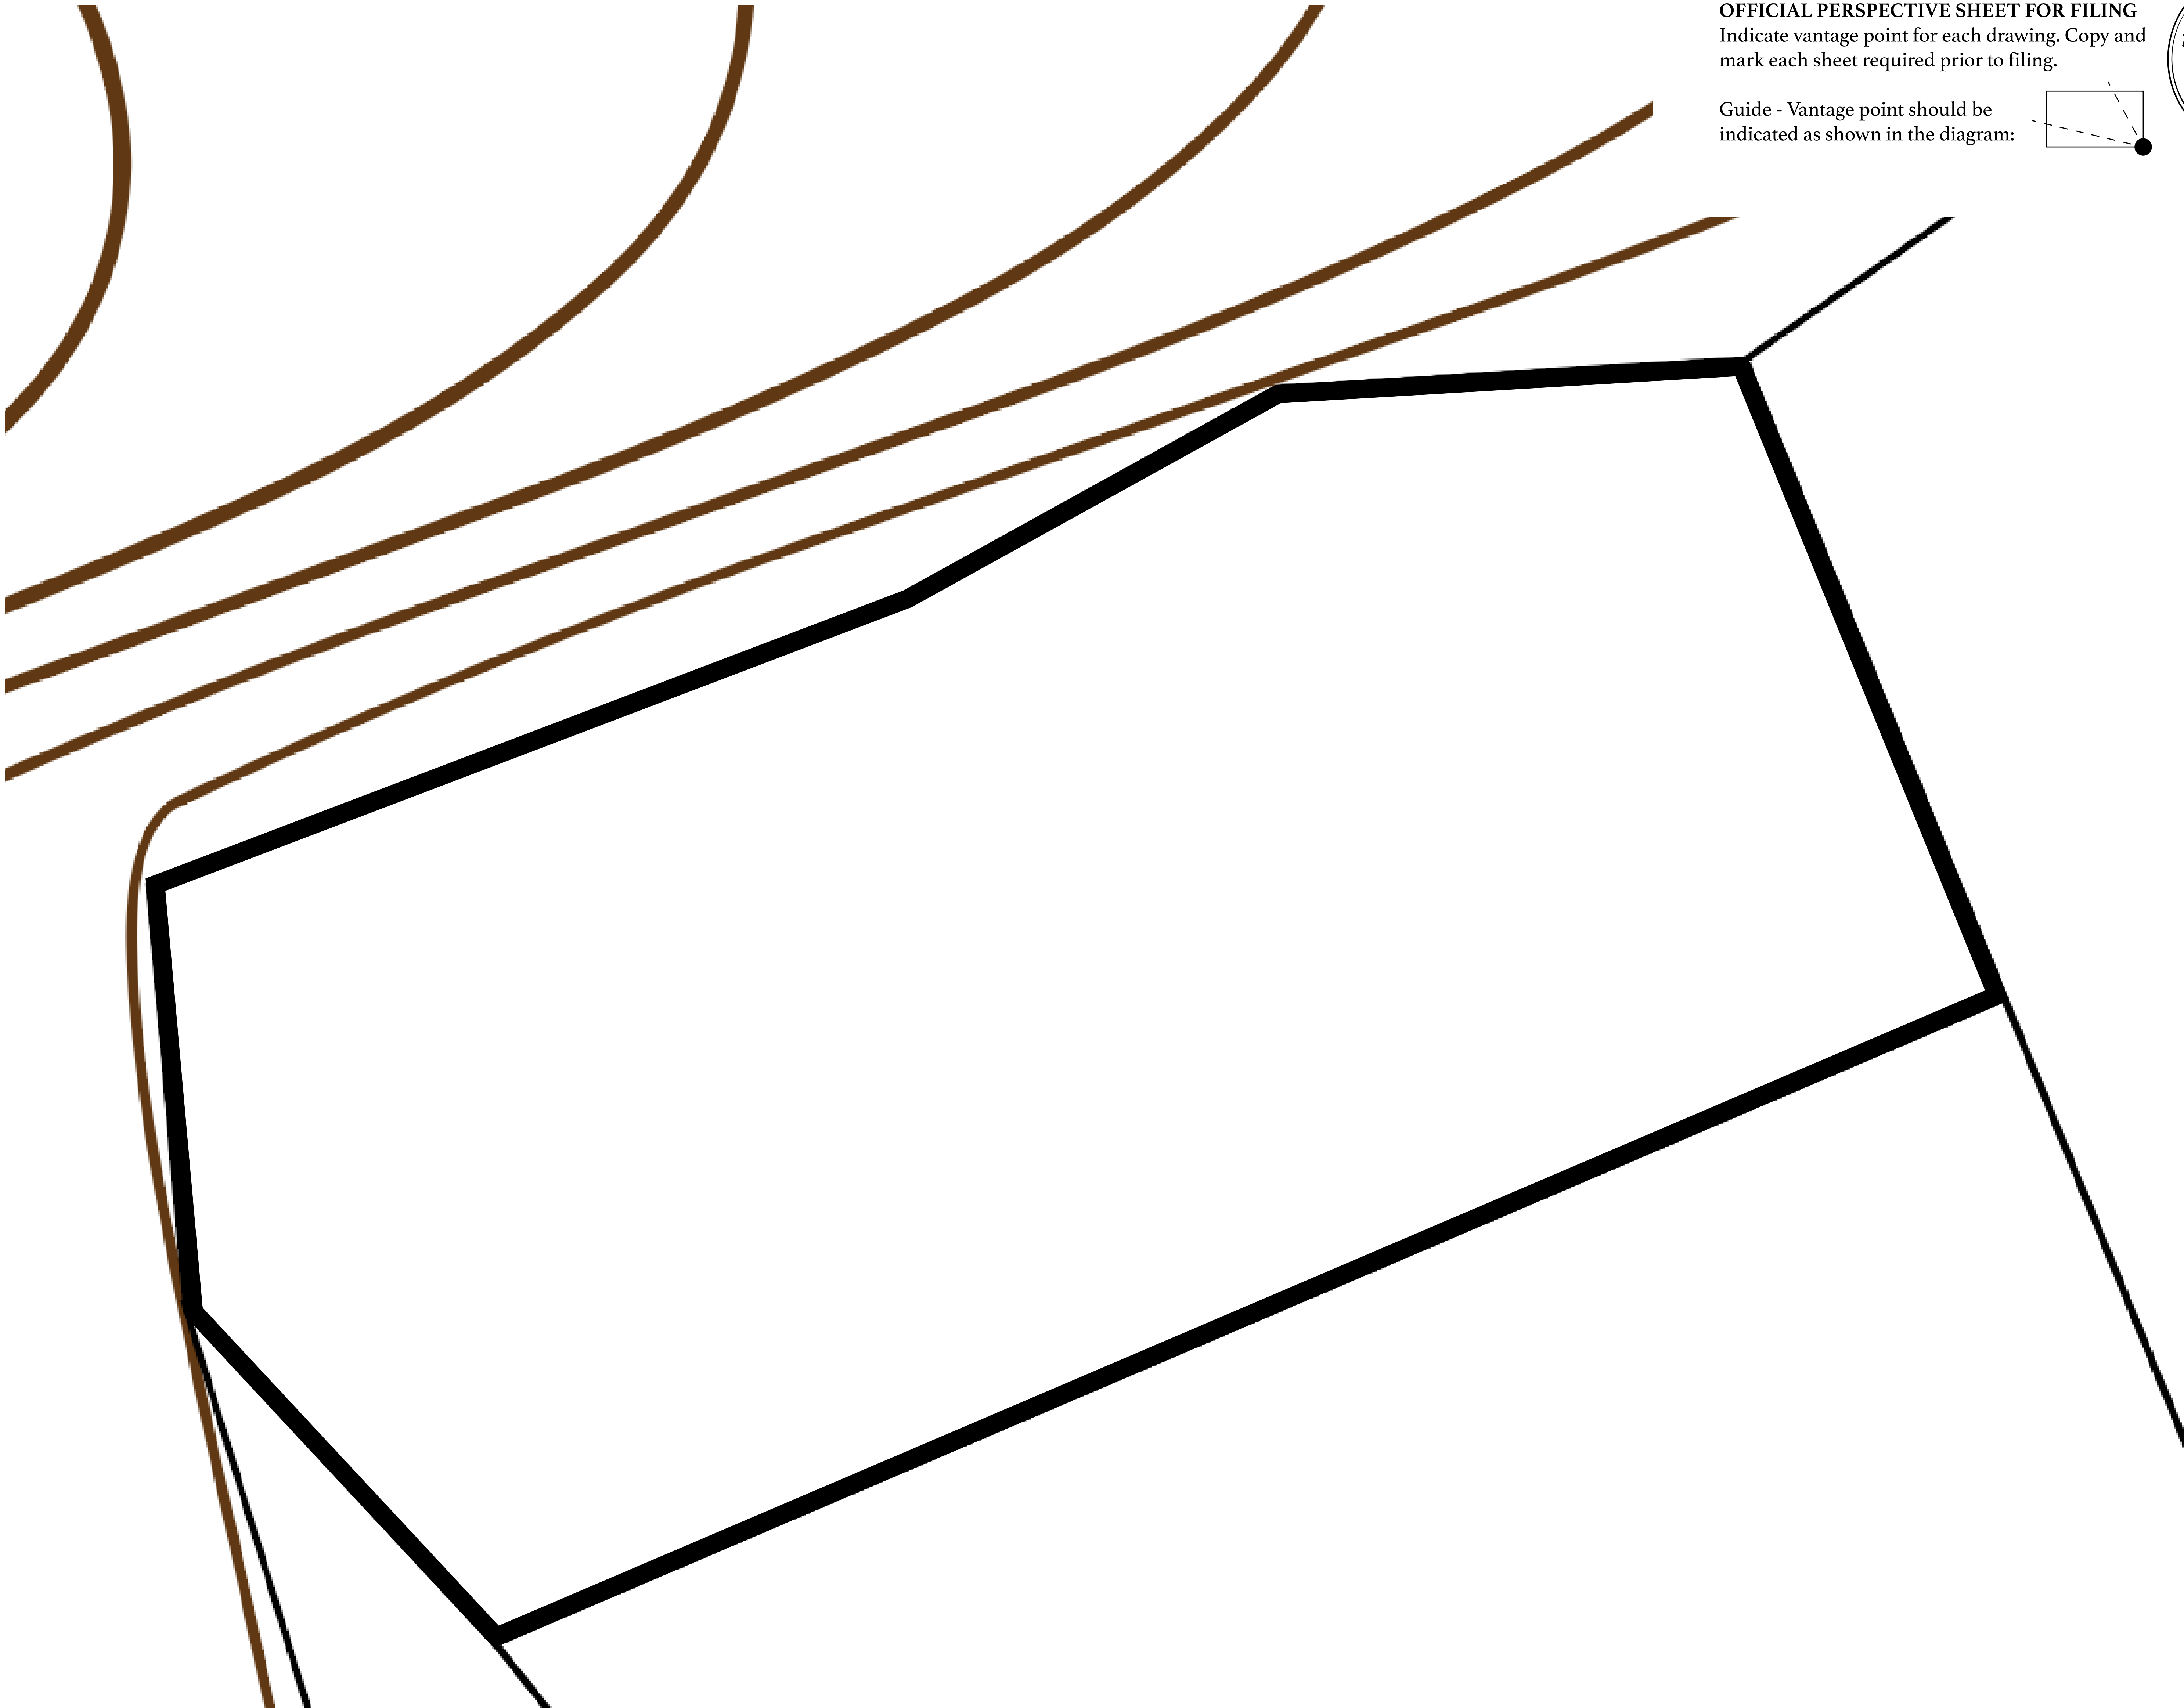 OFFICIAL PERSPECTIVE SHEET FOR FILING
Indicate vantage point for each drawing. Copy and
mark each sheet required prior to filing.
Guide - Vantage point should be
indicated as shown in the diagram: